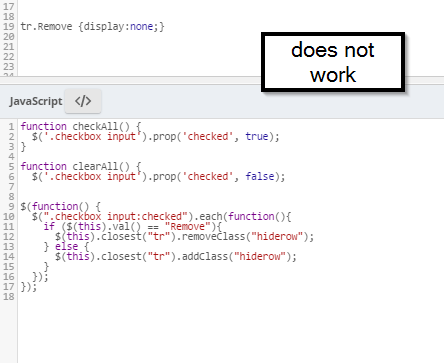 17
18
19 tr.Remove {display:none;}
20
21
22
23
24
does not
work
JavaScript </>
1 function checkAll() {
2 $('.checkbox input').prop('checked', true);
3 }
4
5 function clearAll() {
6 $('.checkbox input').prop('checked', false);
7
8
9 $(function() {
10 $(".checkbox input:checked").each(function(){
11 if ($(this).val() == "Remove"){
12 $(this).closest("tr").removeClass("hiderow");
13 } else {
14 $(this).closest("tr").addClass("hiderow");
15 }
16 });
17 });
18